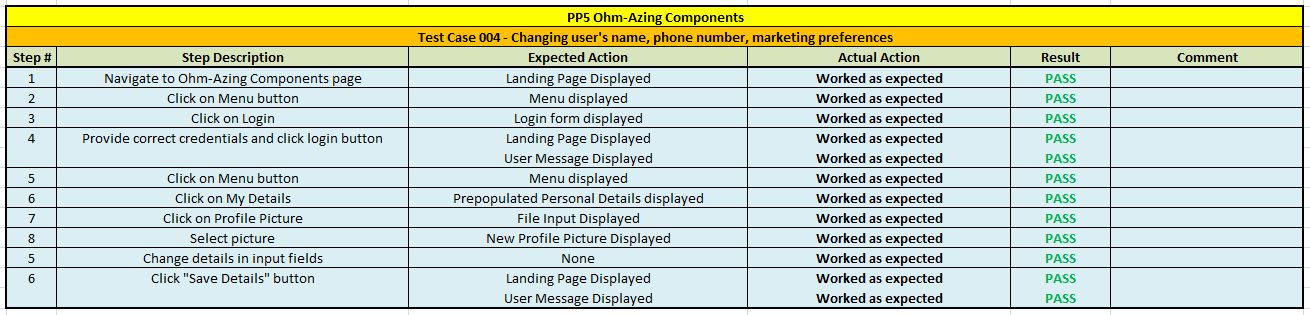 PP5 Ohm-Azing Components
Test Case 004 - Changing user's name, phone number, marketing preferences
Step # Step Description Expected Action Actual Action Result Comment
1 Navigate to Ohm-Azing Components page Landing Page Displayed Worked as expected PASS
2 Click on Menu button Menu displayed Worked as expected PASS
3 Click on Login Login form displayed Worked as expected PASS
4 Provide correct credentials and click login button Landing Page Displayed Worked as expected PASS
User Message Displayed Worked as expected PASS
5 Click on Menu button Menu displayed Worked as expected PASS
6 Click on My Details Prepopulated Personal Details displayed Worked as expected PASS
7 Click on Profile Picture File Input Displayed Worked as expected PASS
8 Select picture New Profile Picture Displayed Worked as expected PASS
5 Change details in input fields None Worked as expected PASS
6 Click "Save Details" button Landing Page Displayed Worked as expected PASS
User Message Displayed Worked as expected PASS